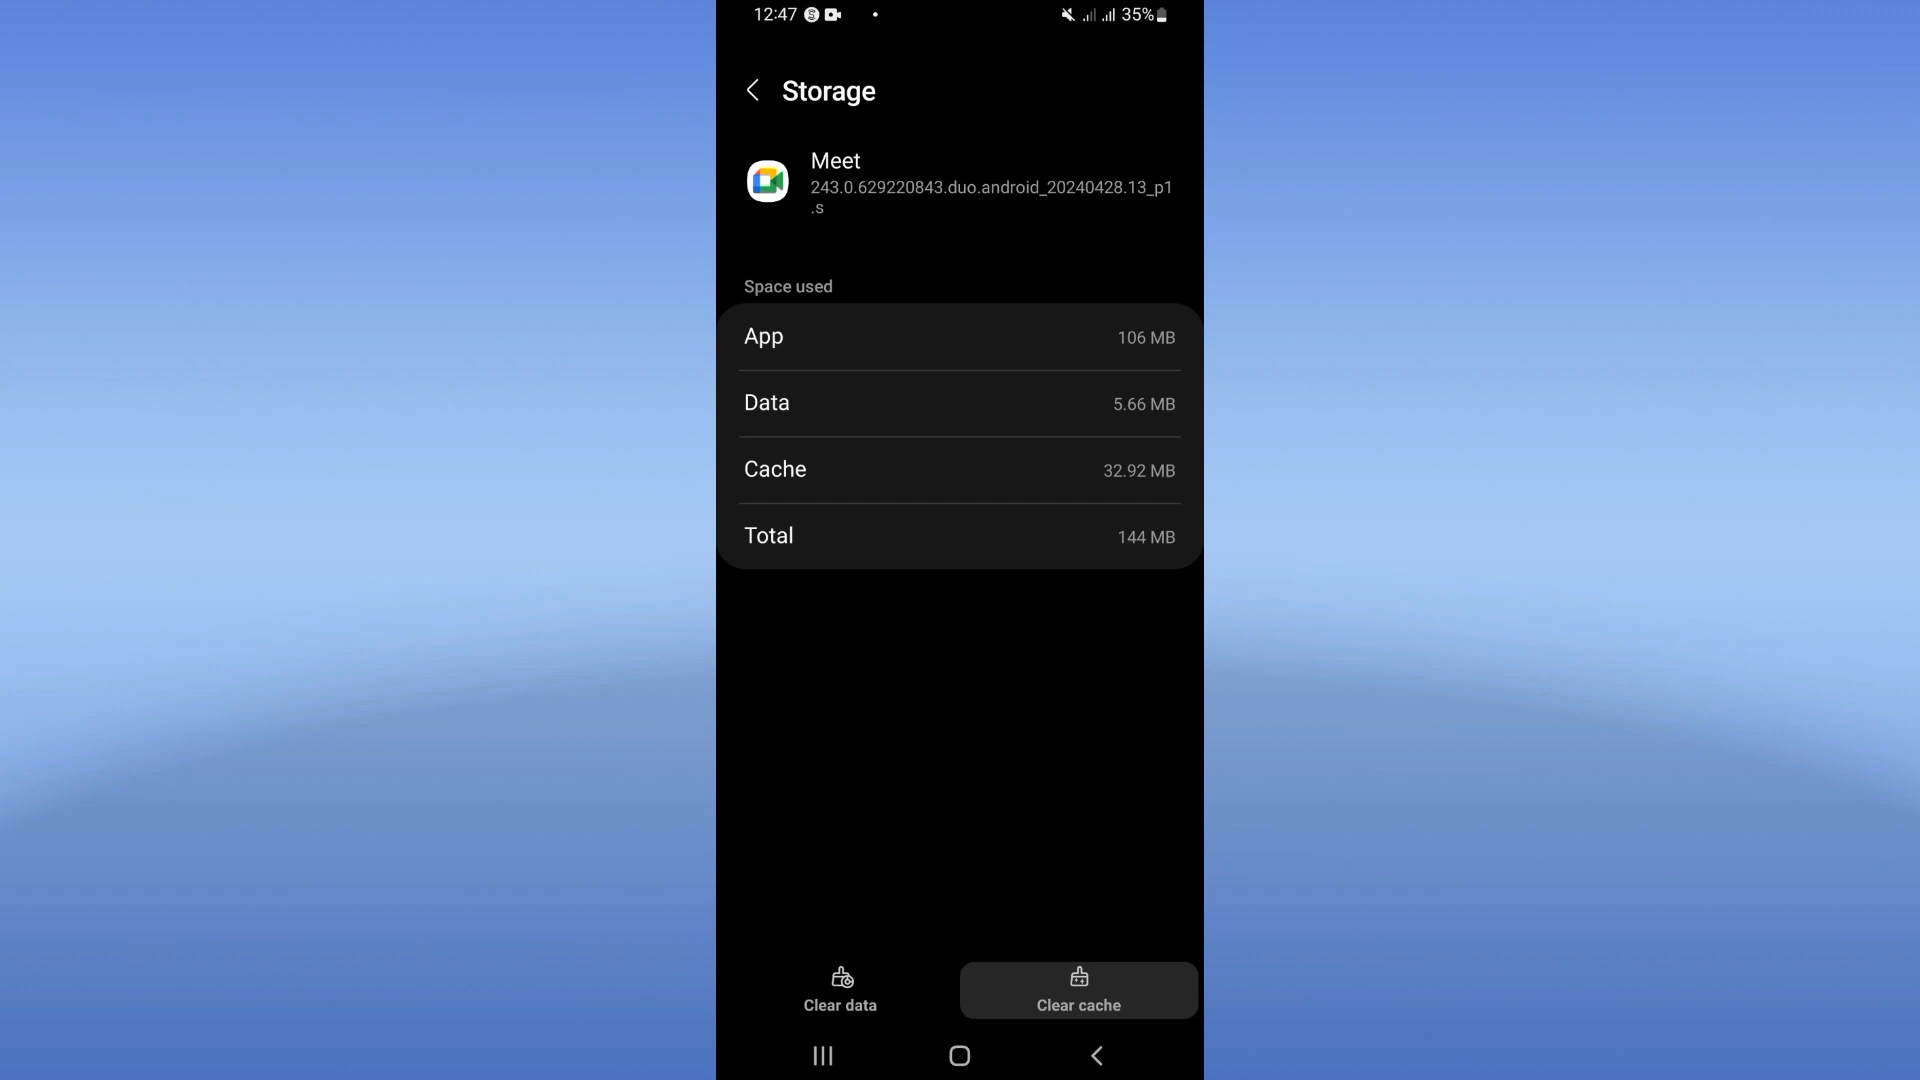 12:47 35%
Storage
Meet
243.0.629220843.duo.android_20240428.13_p1
.s
Space used
App 106 MB
Data 5.66 MB
Cache 32.92 MB
Total 144 MB
Clear data Clear cache